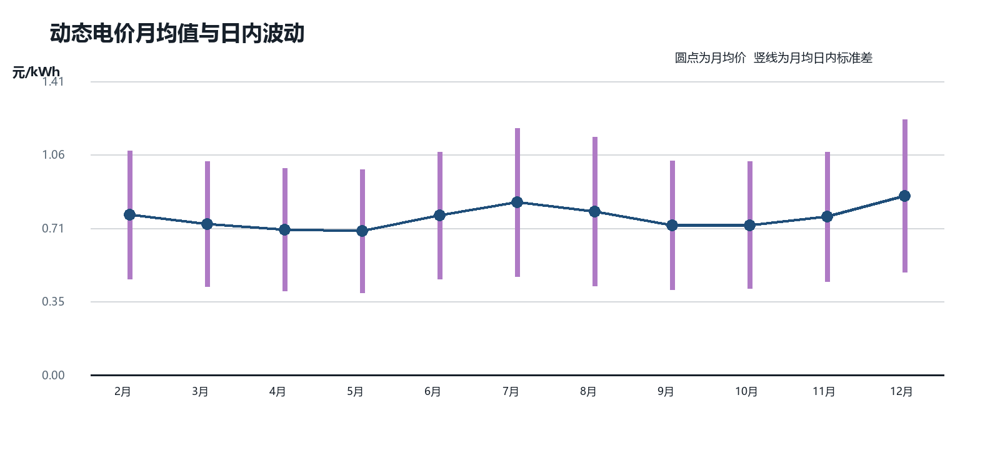 动态电价月均值与日内波动
圆点为月均价 竖线为月均日内标准差
元/kWh
1.41
1.06
0.71
0.35
0.00
2月 3月 4月 5月 6月 7月 8月 9月 10月 11月 12月